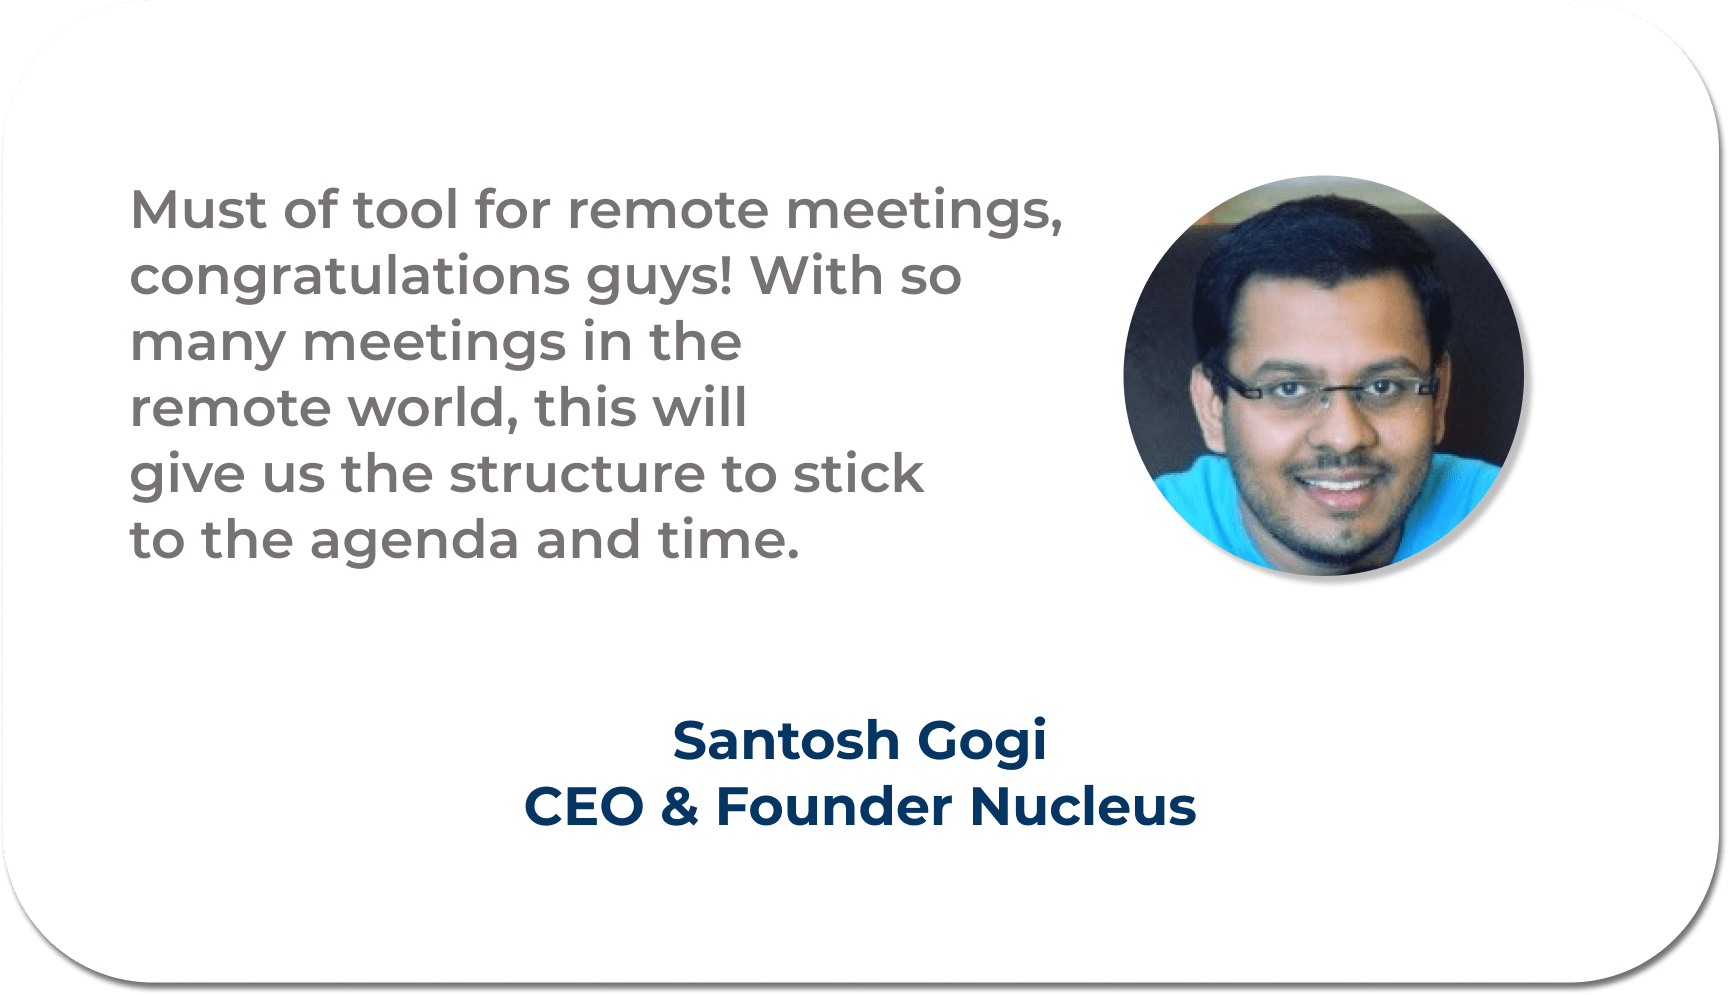 Must of tool for remote meetings,
congratulations guys! With so
many meetings in the
remote world, this will
give us the structure to stick
to the agenda and time.
Santosh Gogi
CEO & Founder Nucleus